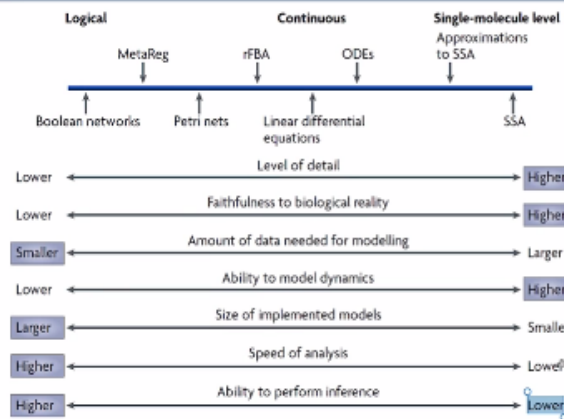 Logical Continuous Single-molecule level
MetaReg rFBA ODEs Approximations
to SSA
Boolean networks Petri nets Linear differential
equations SSA
Level of detail
Lower Higher
Faithfulness to biological reality
Lower Higher
Amount of data needed for modelling
Smaller Larger
Ability to model dynamics
Lower Higher
Size of implemented models
Larger Smalle
Speed of analysis
Higher Lower
Ability to perform inference
Higher Lower